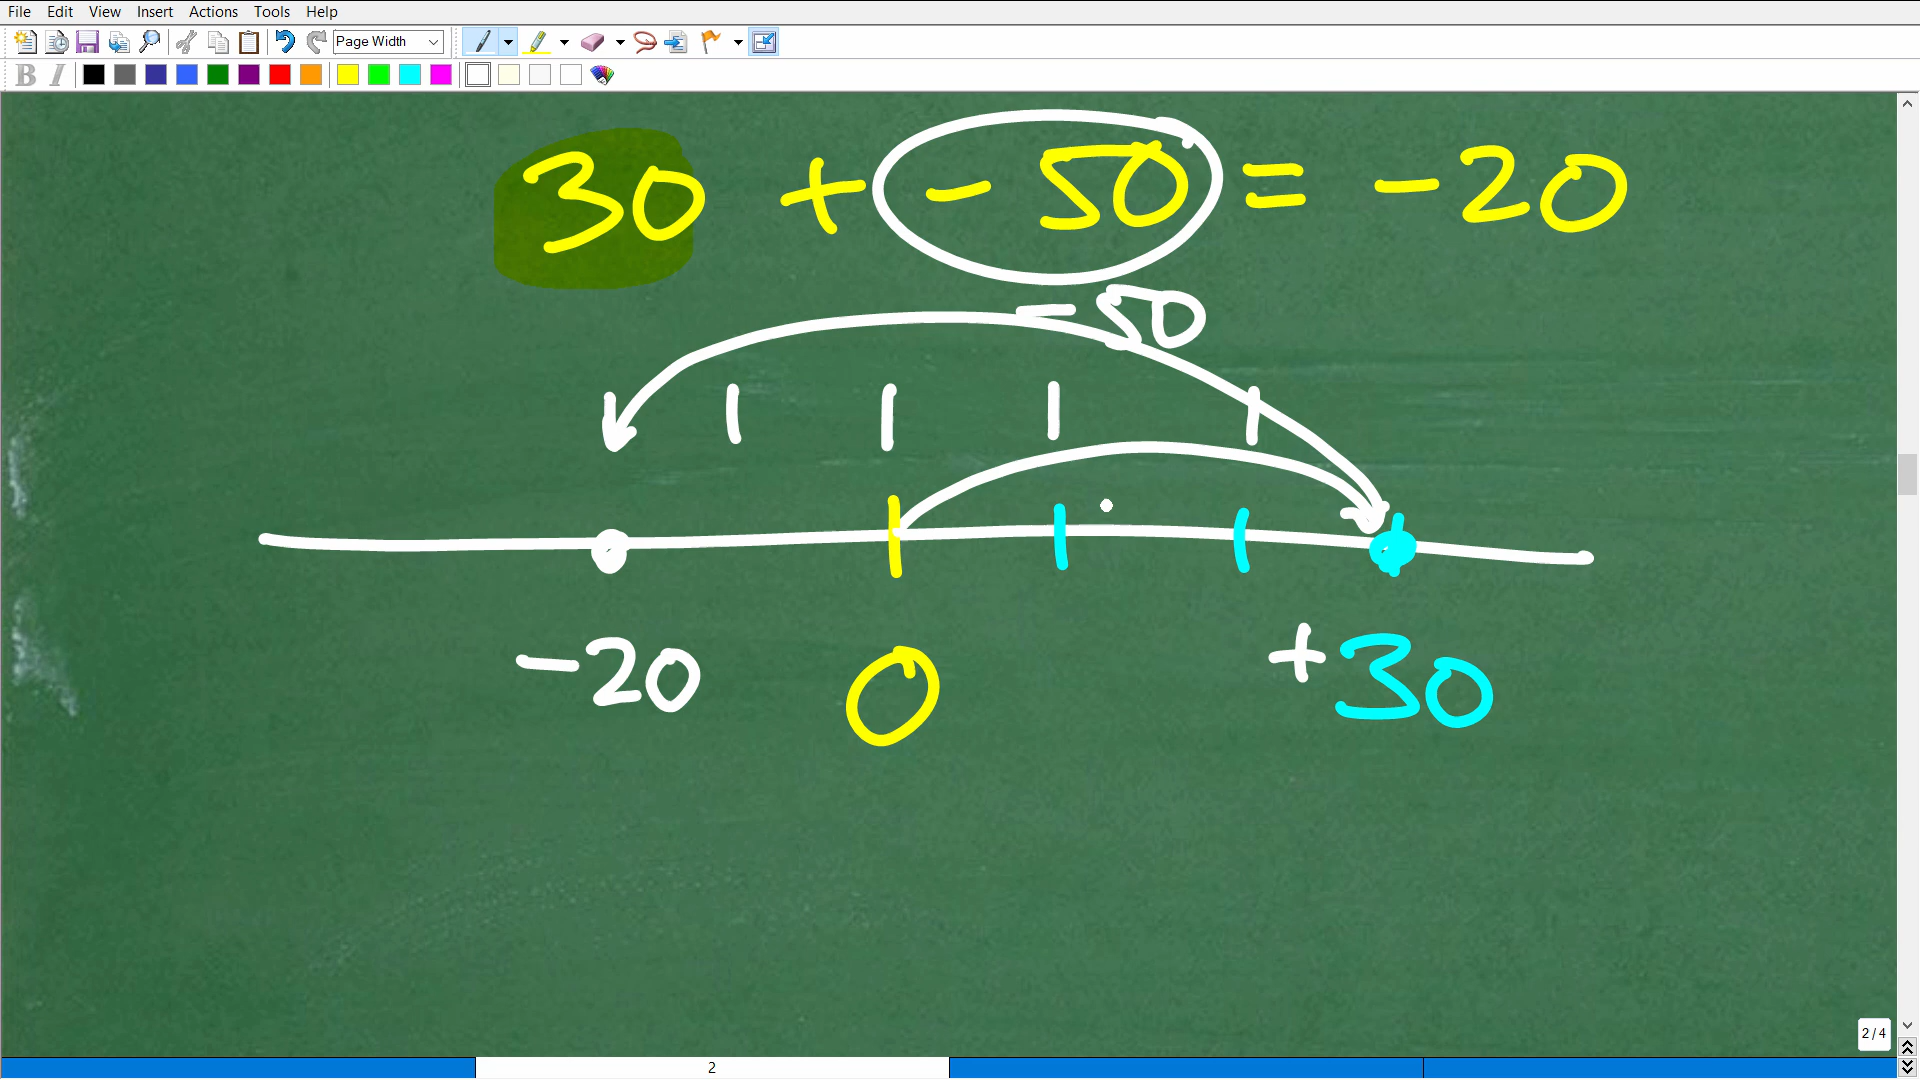 File Edit View Insert Actions Tools Help
Page Width
B I
30 + - 50 = - 20
- 50
- 20 0 + 30
2 / 4
2